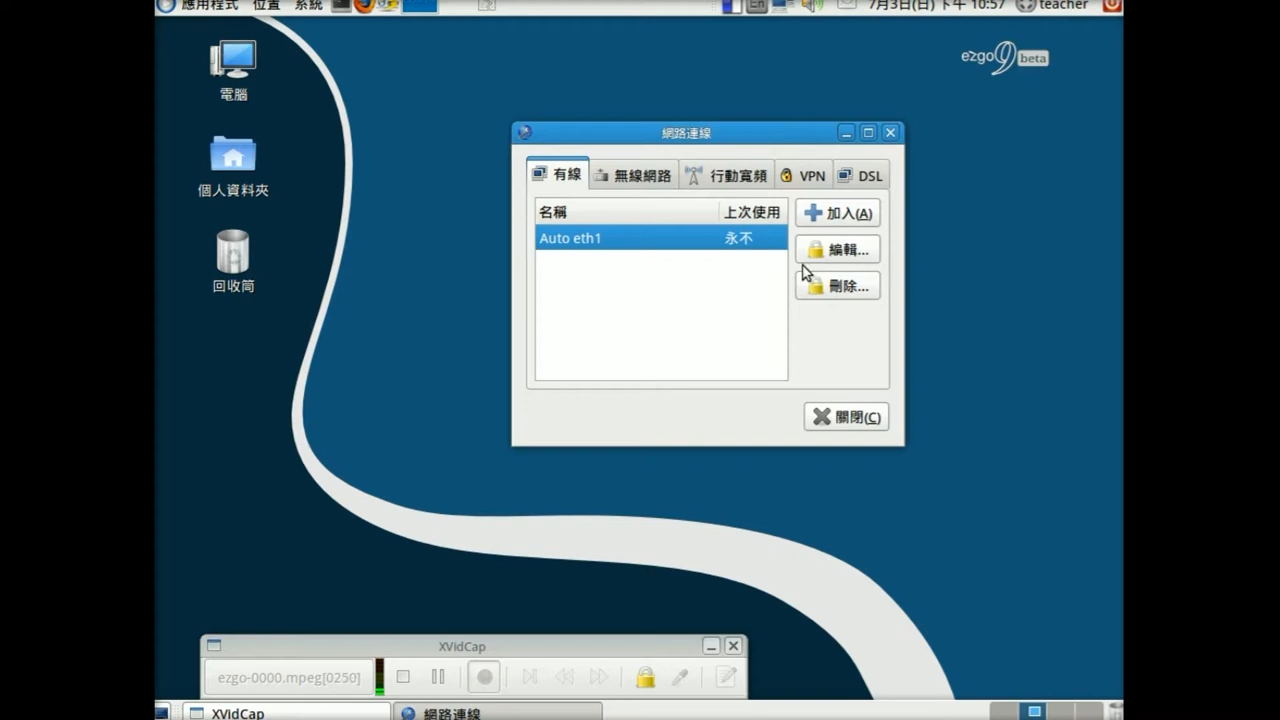 應用程式 位置 系統
En
7月3日(日) 下午 10:57
teacher
電腦
個人資料夾
回收筒
ezgo9 beta
網路連線
有線
無線網路
行動寬頻
VPN
DSL
名稱
上次使用
Auto eth1
永不
加入(A)
編輯...
刪除...
關閉(C)
XVidCap
ezgo-0000.mpeg[0250]
XVidCap
網路連線